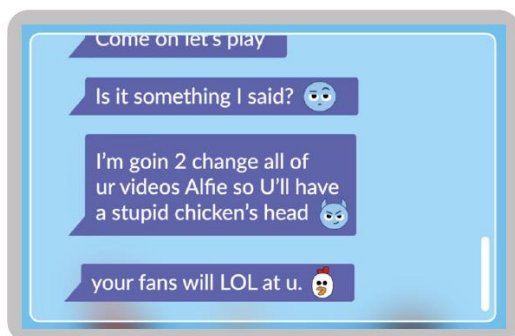 Come on let's play
Is it something I said?
I'm goin 2 change all of
ur videos Alfie so U'll have
a stupid chicken's head
your fans will LOL at u.